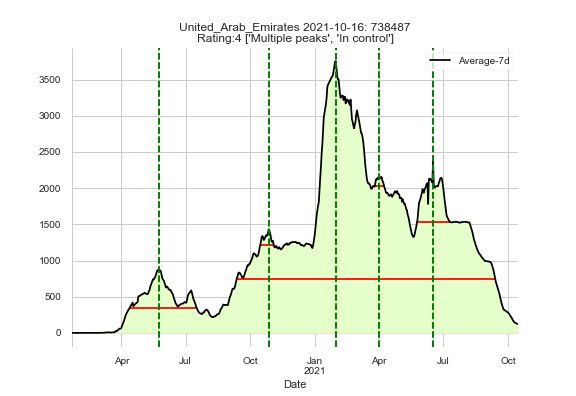 United_Arab_Emirates 2021-10-16: 738487
Rating:4 ['Multiple peaks', 'In control']
Average-7d
3500
3000
2500
2000
1500
1000
500
0
Apr
Jul
Oct
Jan
2021
Apr
Jul
Oct
Date